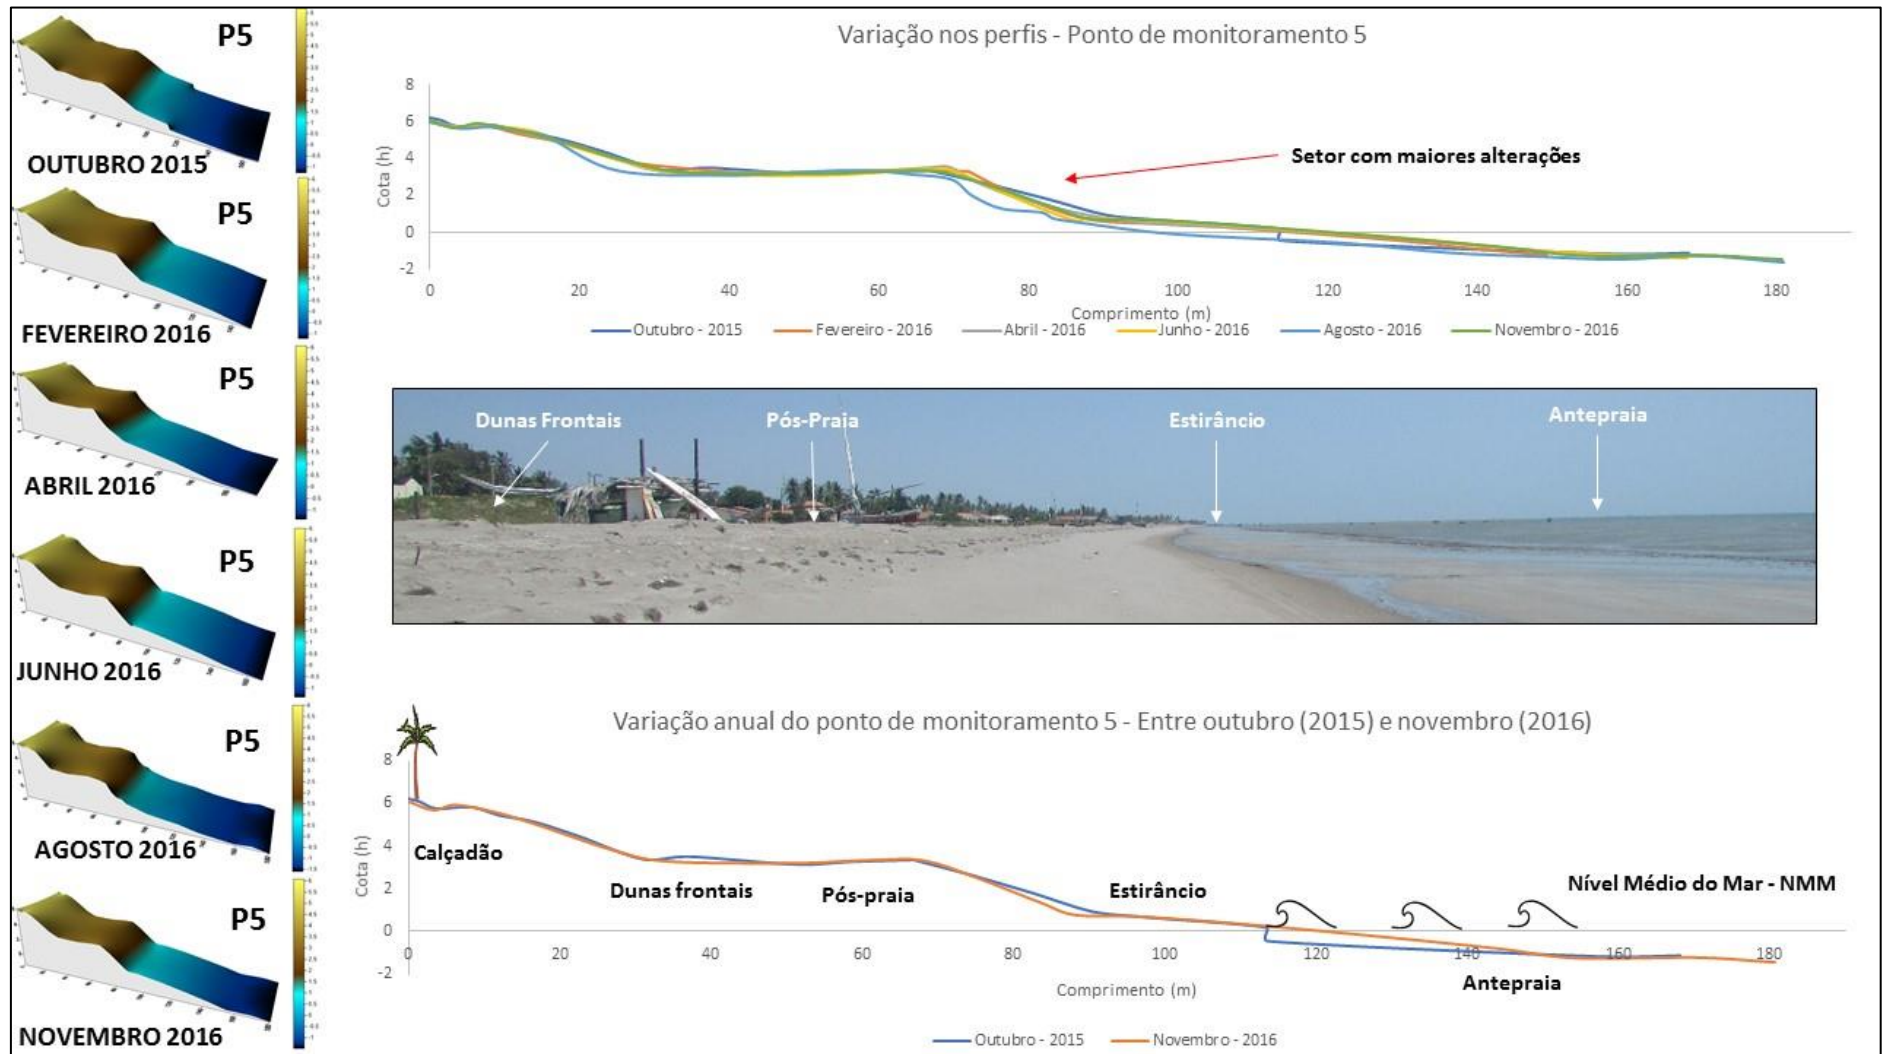 P5
OUTUBRO 2015
P5
FEVEREIRO 2016
P5
ABRIL 2016
P5
JUNHO 2016
P5
AGOSTO 2016
P5
NOVEMBRO 2016
Variação nos perfis - Ponto de monitoramento 5
8
6
4
2
0
-2
Cota (h)
Setor com maiores alterações
0 20 40 60 80 100 120 140 160 180
Comprimento (m)
Outubro - 2015 Fevereiro - 2016 Abril - 2016 Junho - 2016 Agosto - 2016 Novembro - 2016
Dunas Frontais Pós-Praia Estirâncio Antepraia
Variação anual do ponto de monitoramento 5 - Entre outubro (2015) e novembro (2016)
8
6
4
2
0
-2
Cota (h)
Calçadão
Dunas frontais Pós-praia Estirâncio Nível Médio do Mar - NMM
0 20 40 60 80 100 120 140 160 180
Antepraia
Comprimento (m)
Outubro - 2015 Novembro - 2016